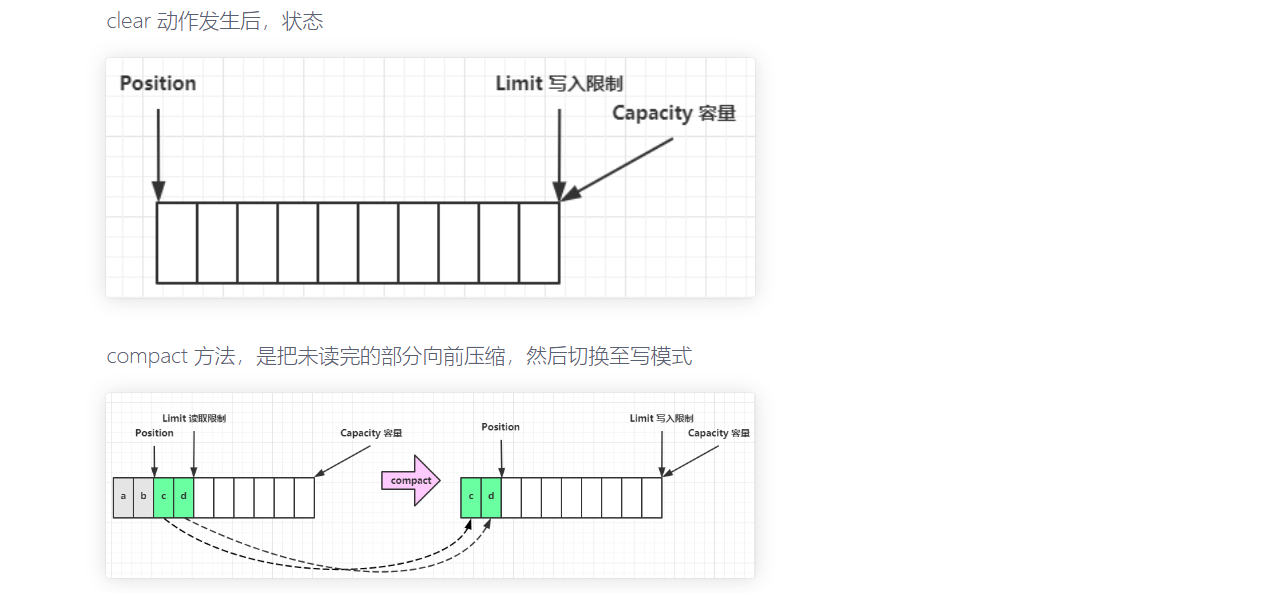 clear 动作发生后，状态
Position
Limit 写入限制
Capacity 容量
compact 方法，是把未读完的部分向前压缩，然后切换至写模式
Limit 读取限制
Position
Capacity 容量
Position
Limit 写入限制
Capacity 容量
a b c d
compact
c d